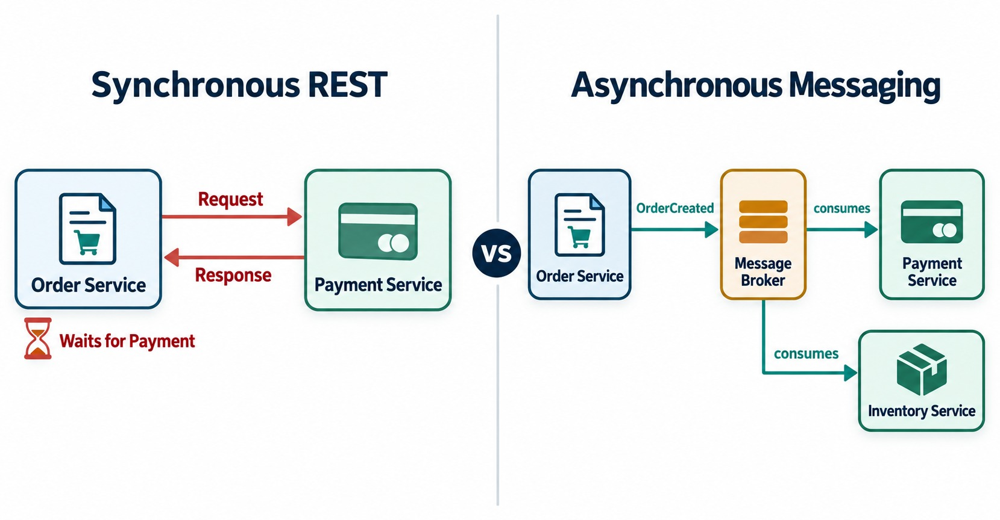 Synchronous REST
Request
Response
Order Service
Payment Service
Waits for Payment
VS
Asynchronous Messaging
OrderCreated
consumes
Order Service
Message
Broker
Payment
Service
consumes
Inventory Service